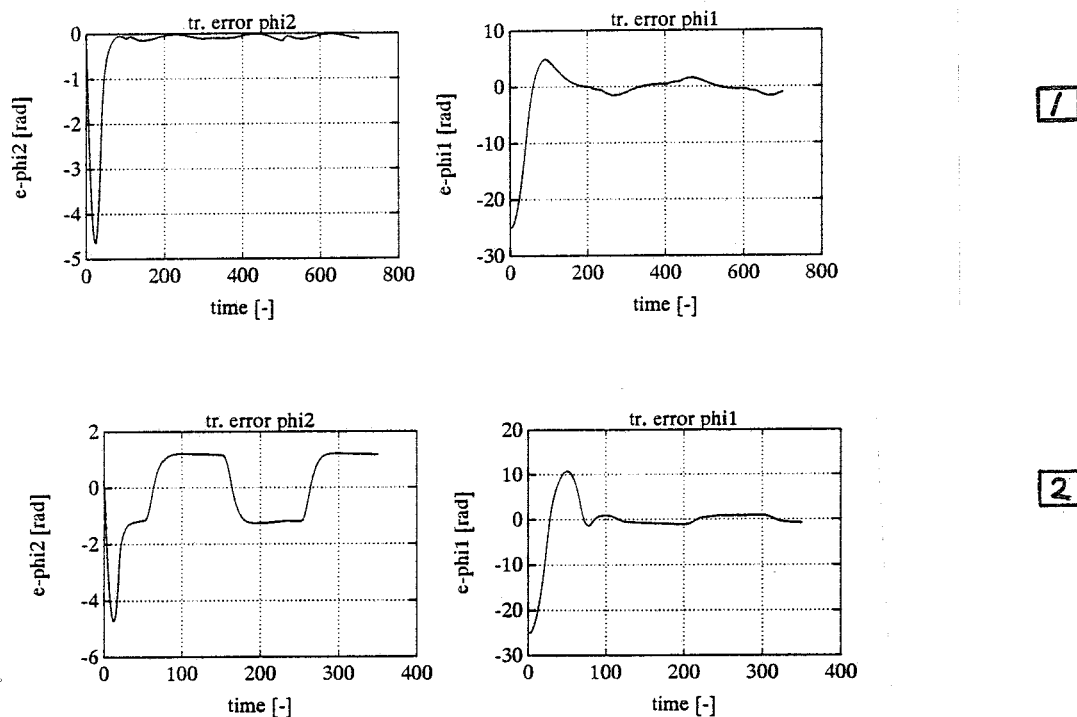 tr. error phi2
0
-1
-2
-3
-4
-5
0 200 400 600 800
e-phi2 [rad]
time [-]
tr. error phi1
10
0
-10
-20
-30
0 200 400 600 800
e-phi1 [rad]
time [-]
1
tr. error phi2
2
0
-2
-4
-6
0 100 200 300 400
e-phi2 [rad]
time [-]
tr. error phi1
20
10
0
-10
-20
-30
0 100 200 300 400
e-phi1 [rad]
time [-]
2